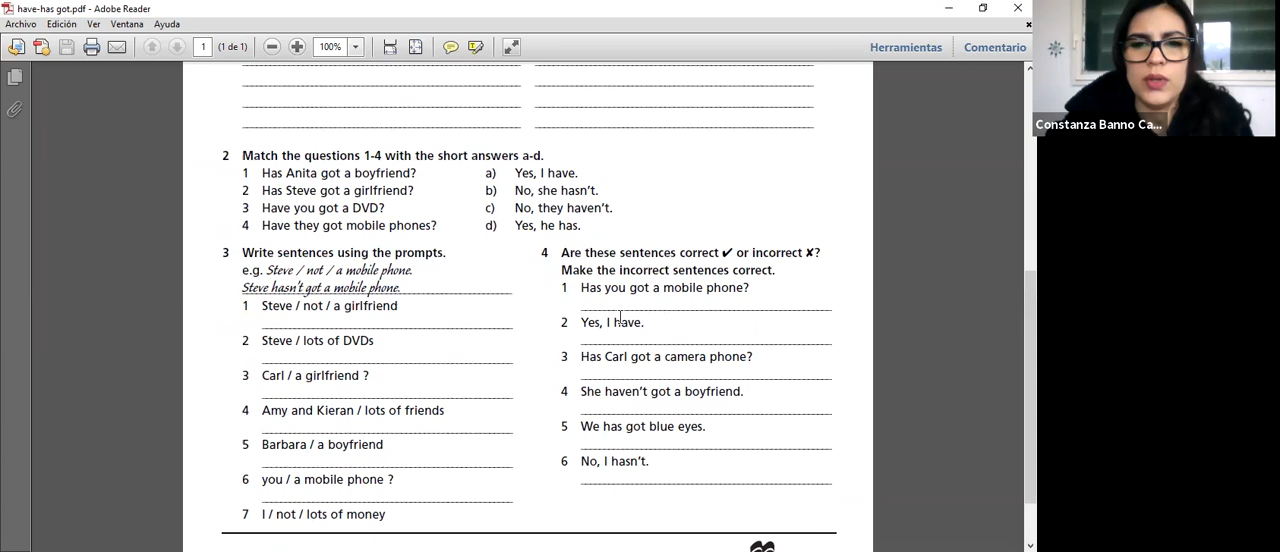 have-has got.pdf - Adobe Reader
Archivo Edición Ver Ventana Ayuda
1 (1 de 1) 100% Herramientas Comentario
Constanza Banno Ca...
2 Match the questions 1-4 with the short answers a-d.
1 Has Anita got a boyfriend? a) Yes, I have.
2 Has Steve got a girlfriend? b) No, she hasn't.
3 Have you got a DVD? c) No, they haven't.
4 Have they got mobile phones? d) Yes, he has.
3 Write sentences using the prompts.
e.g. Steve / not / a mobile phone.
Steve hasn't got a mobile phone.
1 Steve / not / a girlfriend
2 Steve / lots of DVDs
3 Carl / a girlfriend ?
4 Amy and Kieran / lots of friends
5 Barbara / a boyfriend
6 you / a mobile phone ?
7 I / not / lots of money
4 Are these sentences correct ✔ or incorrect ✘?
Make the incorrect sentences correct.
1 Has you got a mobile phone?
2 Yes, I have.
3 Has Carl got a camera phone?
4 She haven't got a boyfriend.
5 We has got blue eyes.
6 No, I hasn't.